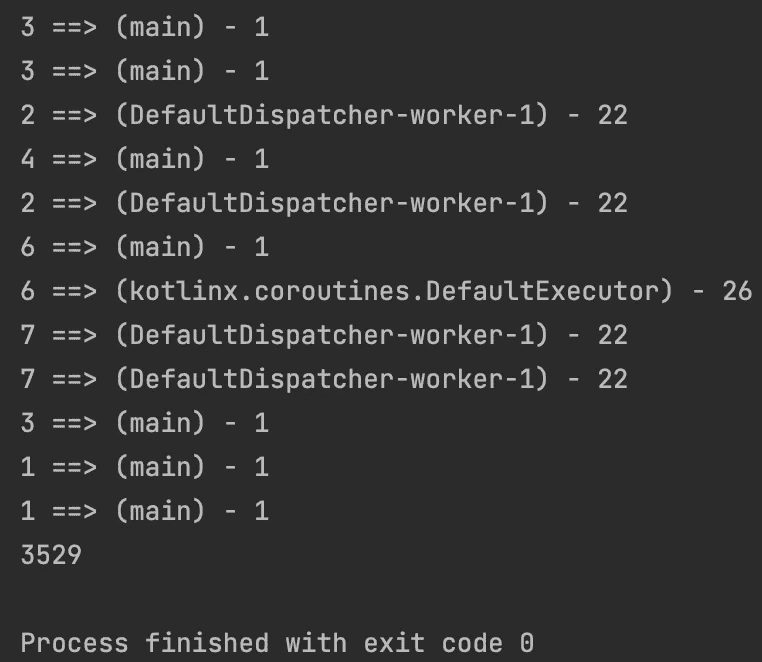 3 ==> (main) - 1
3 ==> (main) - 1
2 ==> (DefaultDispatcher-worker-1) - 22
4 ==> (main) - 1
2 ==> (DefaultDispatcher-worker-1) - 22
6 ==> (main) - 1
6 ==> (kotlinx.coroutines.DefaultExecutor) - 26
7 ==> (DefaultDispatcher-worker-1) - 22
7 ==> (DefaultDispatcher-worker-1) - 22
3 ==> (main) - 1
1 ==> (main) - 1
1 ==> (main) - 1
3529
Process finished with exit code 0